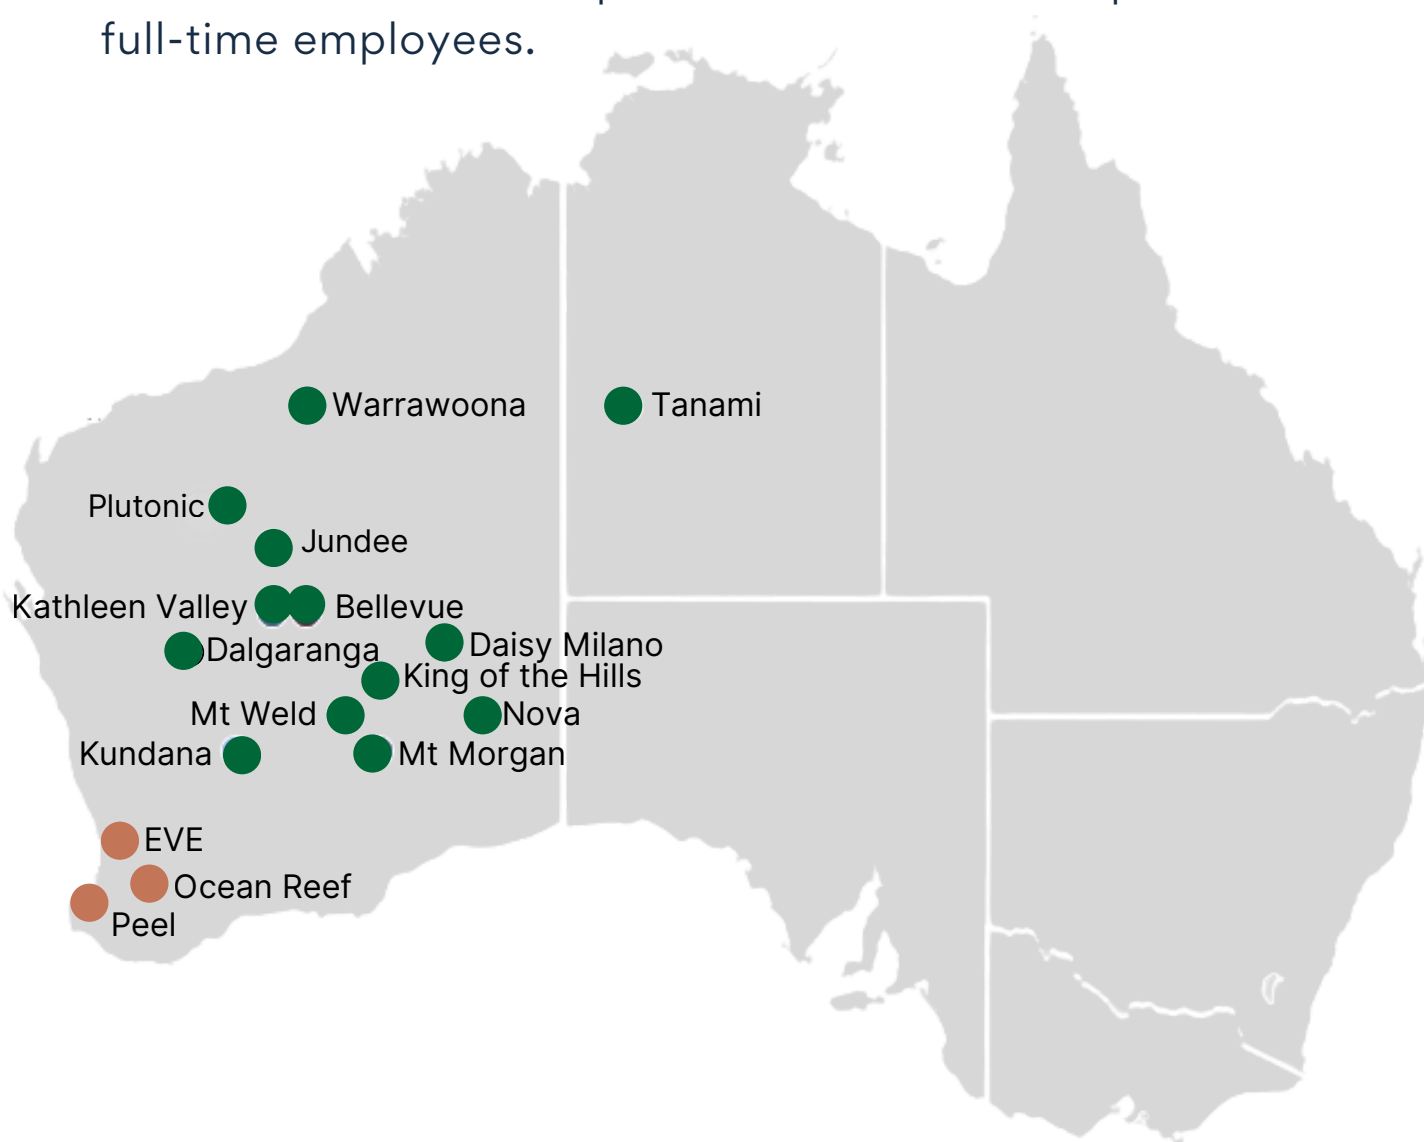 full-time employees.
Warrawoona
Tanami
Plutonic
Jundee
Kathleen Valley
Bellevue
Dalgaranga
Daisy Milano
King of the Hills
Mt Weld
Nova
Kundana
Mt Morgan
EVE
Ocean Reef
Peel